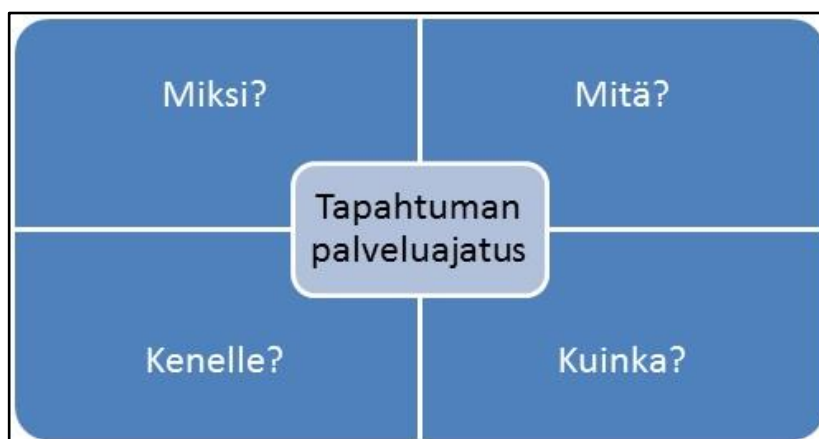 Miksi?
Mitä?
Tapahtuman
palveluajatus
Kenelle?
Kuinka?